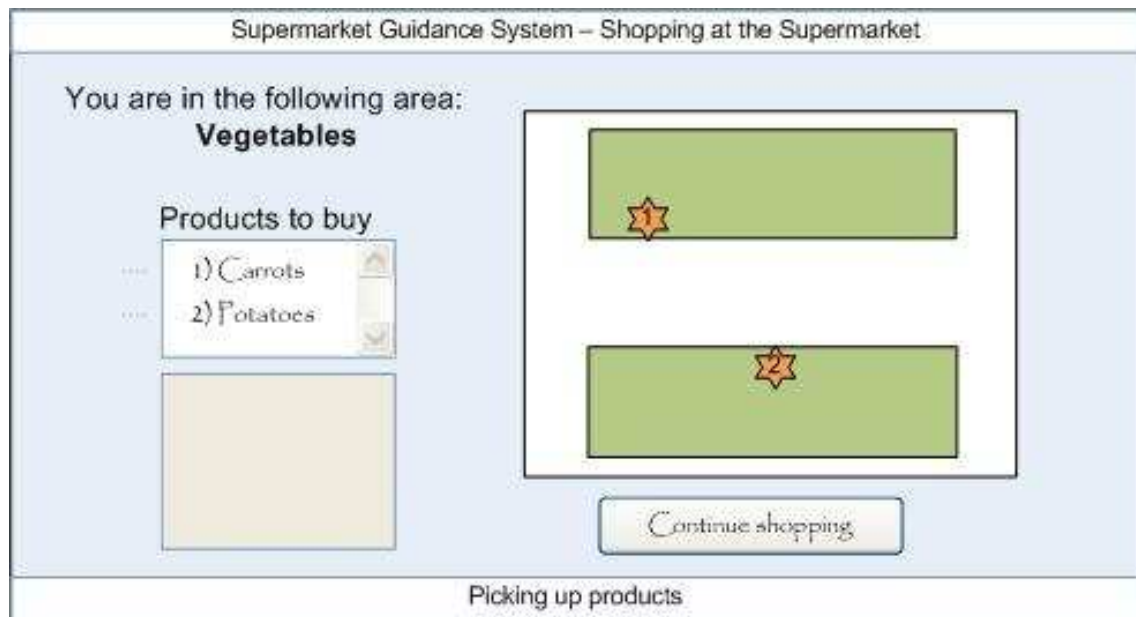 Supermarket Guidance System – Shopping at the Supermarket
You are in the following area:
Vegetables
Products to buy
1) Carrots
2) Potatoes
1
2
Continue shopping
Picking up products